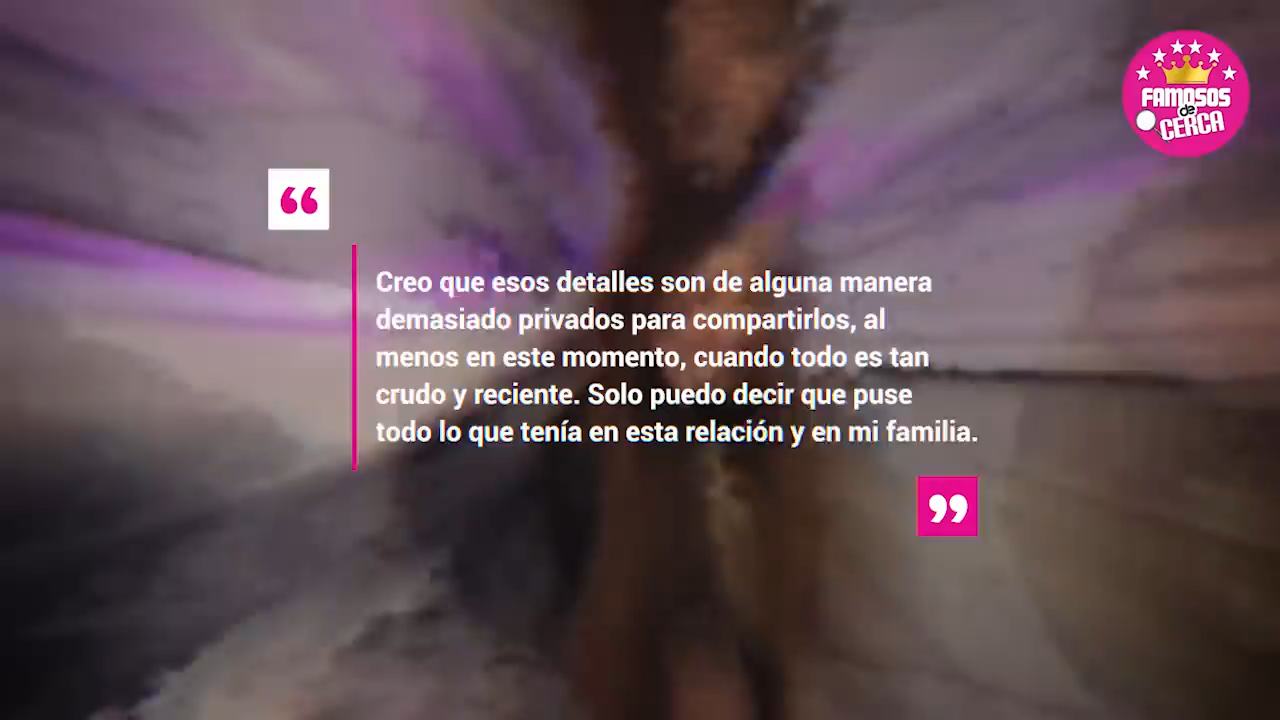 FAMOSOS
de
CERCA
“
Creo que esos detalles son de alguna manera
demasiado privados para compartirlos, al
menos en este momento, cuando todo es tan
crudo y reciente. Solo puedo decir que puse
todo lo que tenía en esta relación y en mi familia.
”